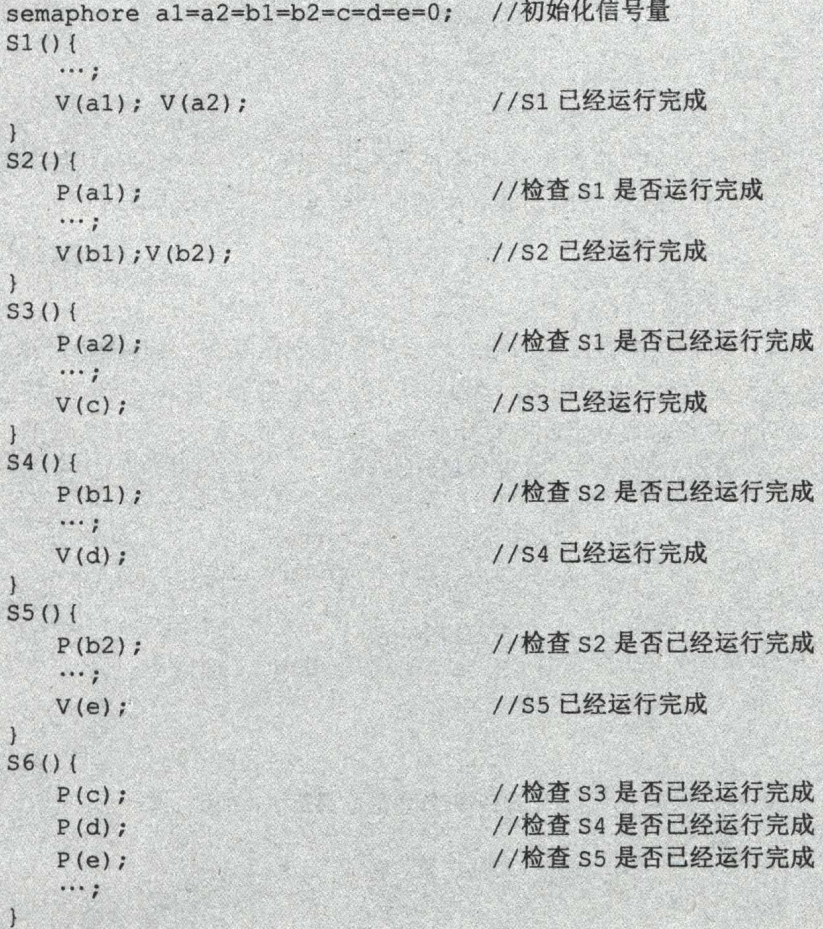 semaphore a1=a2=b1=b2=c=d=e=0; //初始化信号量
S1(){
…;
V(a1); V(a2); //S1 已经运行完成
}
S2(){
P(a1); //检查 S1 是否运行完成
…;
V(b1);V(b2); //S2 已经运行完成
}
S3(){
P(a2); //检查 S1 是否已经运行完成
…;
V(c); //S3 已经运行完成
}
S4(){
P(b1); //检查 S2 是否已经运行完成
…;
V(d); //S4 已经运行完成
}
S5(){
P(b2); //检查 S2 是否已经运行完成
…;
V(e); //S5 已经运行完成
}
S6(){
P(c); //检查 S3 是否已经运行完成
P(d); //检查 S4 是否已经运行完成
P(e); //检查 S5 是否已经运行完成
…;
}